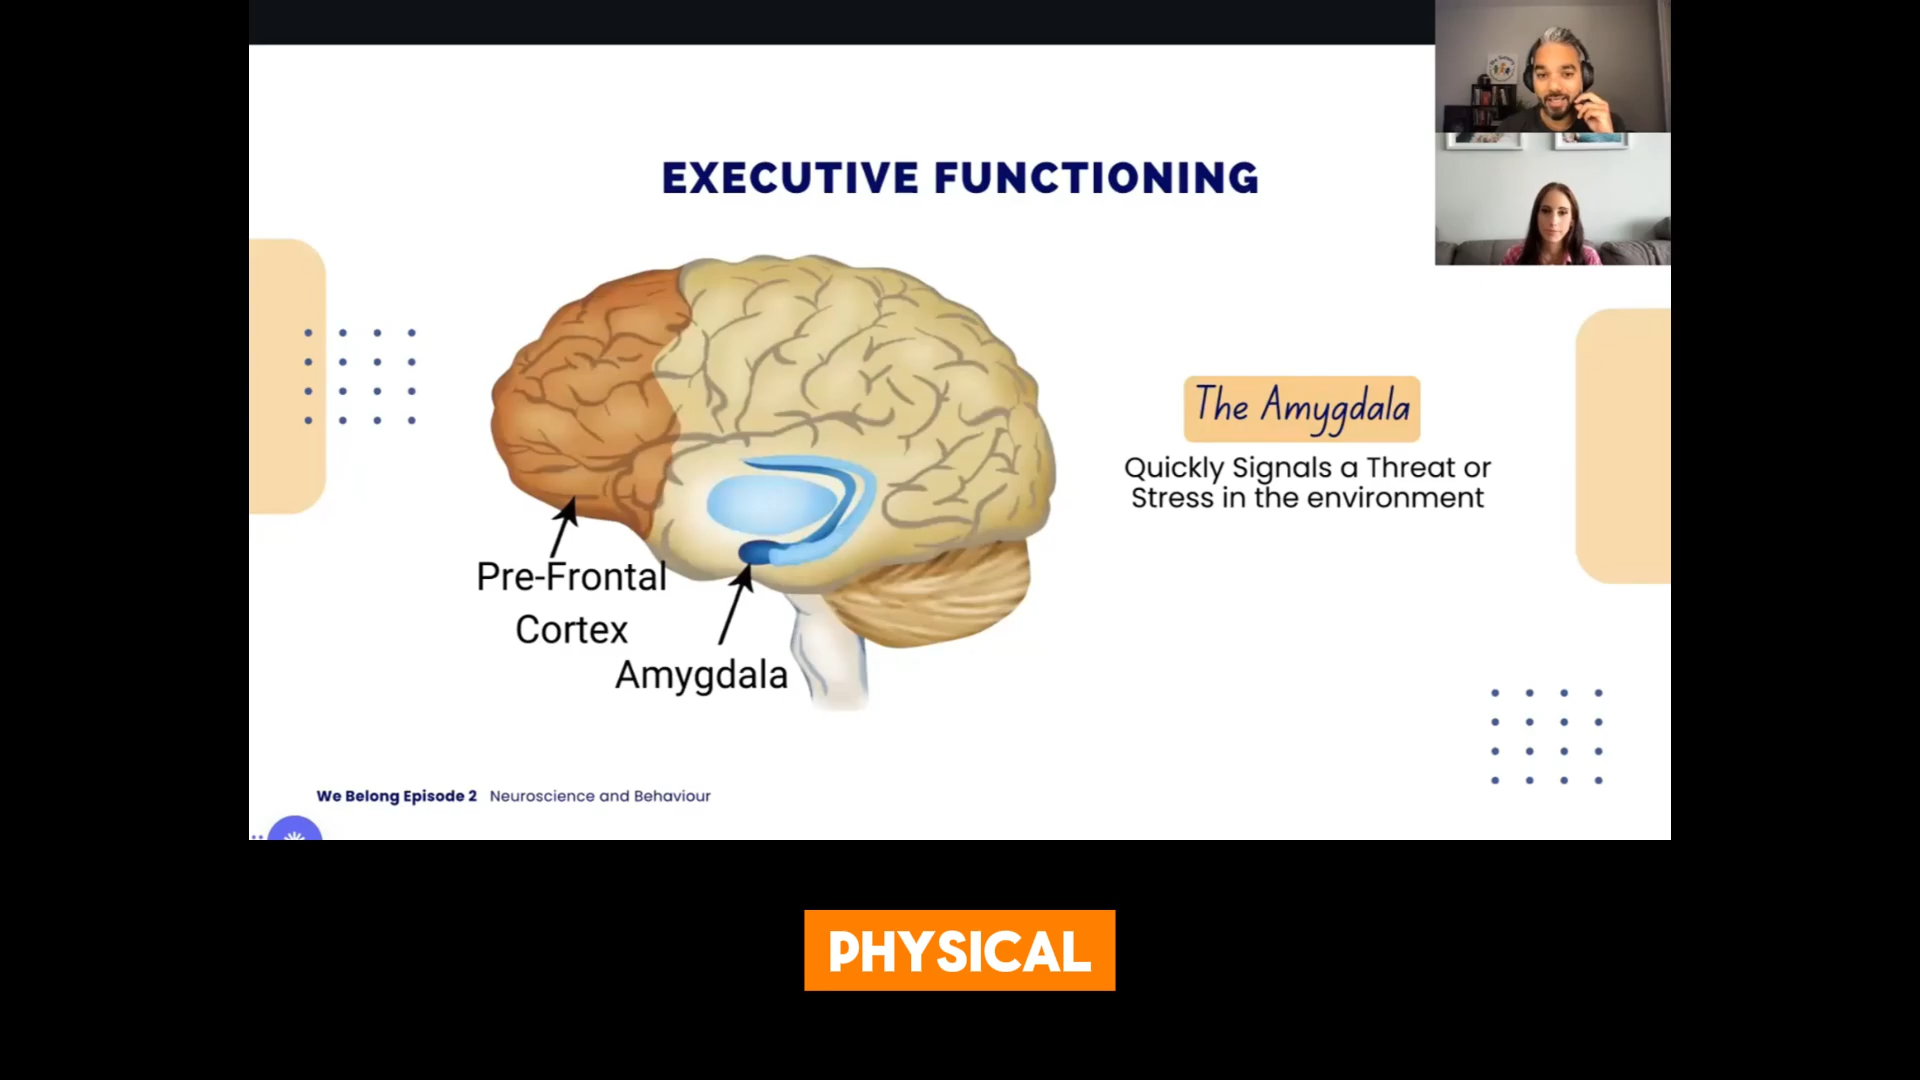 EXECUTIVE FUNCTIONING
The Amygdala
Quickly Signals a Threat or
Stress in the environment
Pre-Frontal
Cortex
Amygdala
We Belong Episode 2 Neuroscience and Behaviour
PHYSICAL